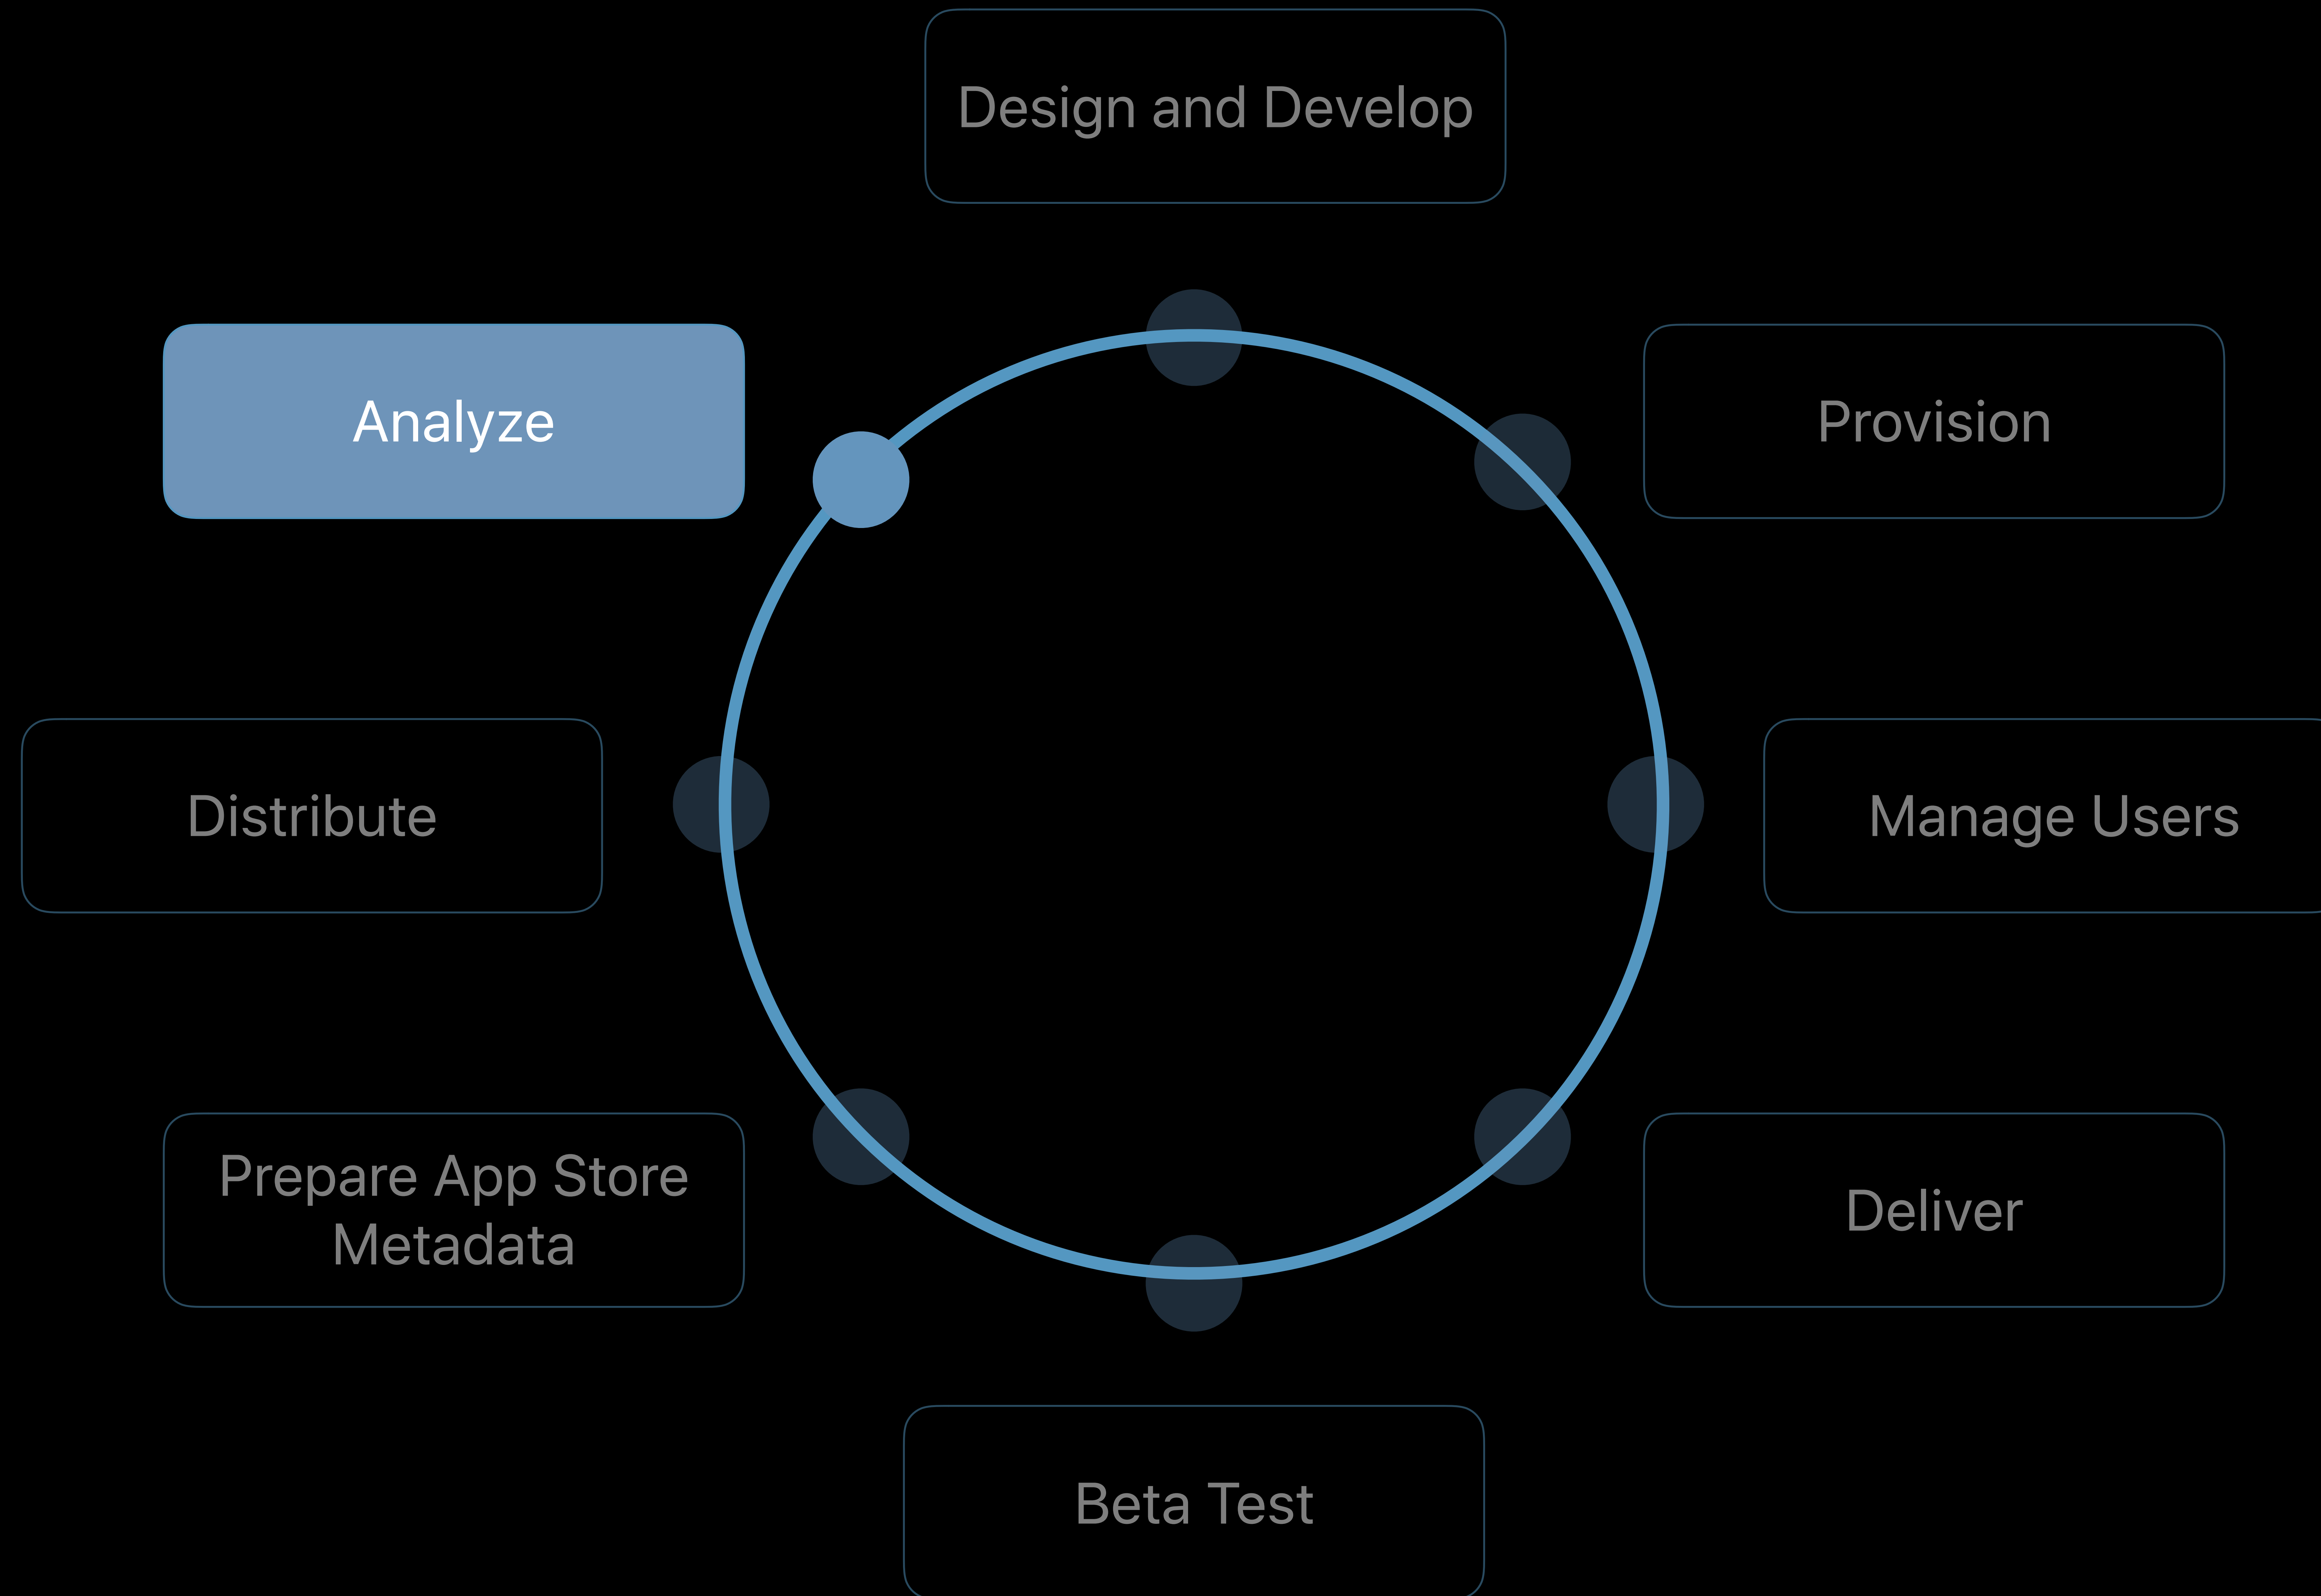 Design and Develop
Analyze
Provision
Distribute
Manage Users
Prepare App Store
Metadata
Deliver
Beta Test